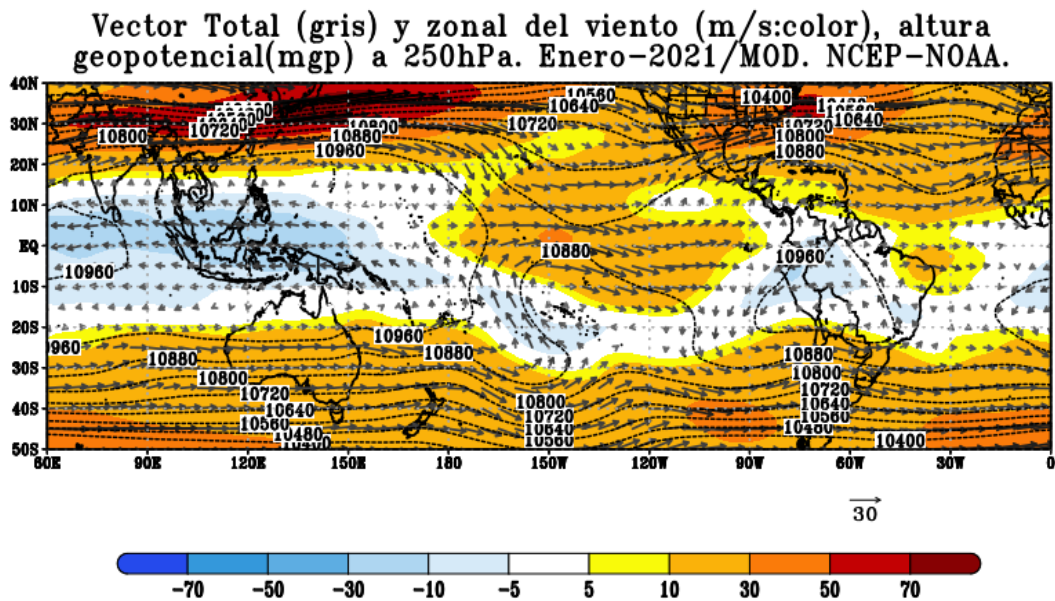 Vector Total (gris) y zonal del viento (m/s:color), altura
geopotencial(mgp) a 250hPa. Enero-2021/MOD. NCEP-NOAA.
40N
30N
20N
10N
EQ
10S
20S
30S
40S
50S
10560
10640
10720
10400
10640
10720
10800
10880
10800
10720
10800
10880
10960
10880
10960
10960
10960
10880
10880
10800
10720
10640
10560
10480
10800
10720
10640
10560
10880
10800
10720
10640
10560
10480
10400
60E 90E 120E 150E 180 150W 120W 90W 60W 30W 0
30
-70 -50 -30 -10 -5 5 10 30 50 70